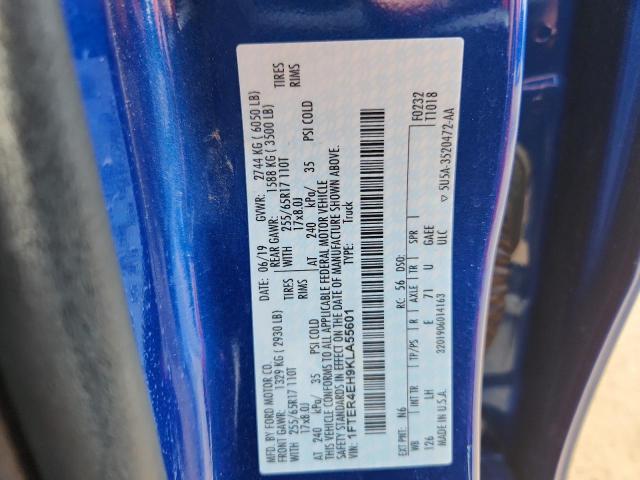 MFD. BY FORD MOTOR CO.
DATE: 06/19 GVWR: 2744 KG ( 6050 LB)
FRONT GAWR: 1329 KG ( 2930 LB) REAR GAWR: 1588 KG ( 3500 LB)
WITH 255/65R17 110T TIRES WITH 255/65R17 110T TIRES
17x8.0J RIMS 17x8.0J RIMS
AT 240 kPa/ 35 PSI COLD AT 240 kPa/ 35 PSI COLD
THIS VEHICLE CONFORMS TO ALL APPLICABLE FEDERAL MOTOR VEHICLE
SAFETY STANDARDS IN EFFECT ON THE DATE OF MANUFACTURE SHOWN ABOVE.
VIN: 1FTER4EH9KLA55601 TYPE: Truck
EXT PNT: N6 RC: 56 DSO: F0232
WB INT TR TP/PS R AXLE TR SPR T1018
126 LH E 71 U GAEE
MADE IN U.S.A. 3201906014163 ULC
▽ 5U5A-3520472-AA